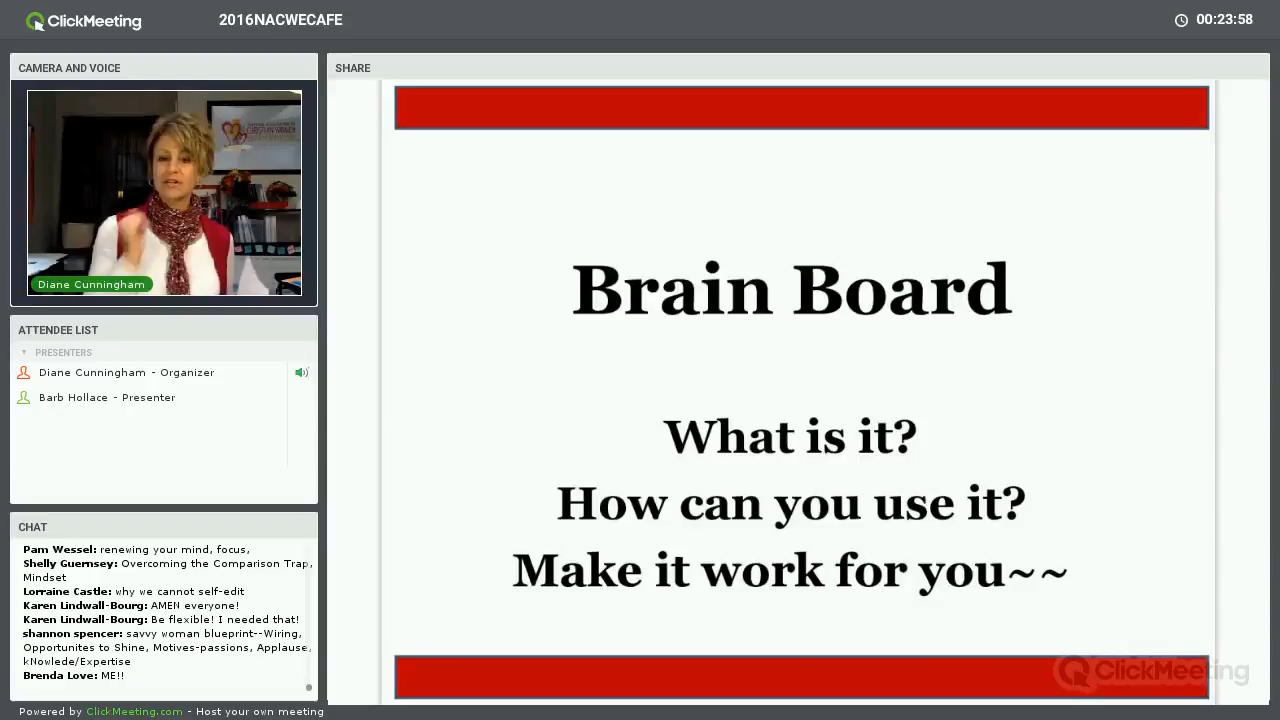 ClickMeeting
2016NACWECAFE
00:23:58
CAMERA AND VOICE
Diane Cunningham
ATTENDEE LIST
PRESENTERS
Diane Cunningham - Organizer
Barb Hollace - Presenter
CHAT
Pam Wessel: renewing your mind, focus,
Shelly Guernsey: Overcoming the Comparison Trap,
Mindset
Lorraine Castle: why we cannot self-edit
Karen Lindwall-Bourg: AMEN everyone!
Karen Lindwall-Bourg: Be flexible! I needed that!
shannon spencer: savvy woman blueprint--Wiring,
Opportunites to Shine, Motives-passions, Applause,
kNowlede/Expertise
Brenda Love: ME!!
Powered by ClickMeeting.com - Host your own meeting
SHARE
Brain Board
What is it?
How can you use it?
Make it work for you~~
ClickMeeting